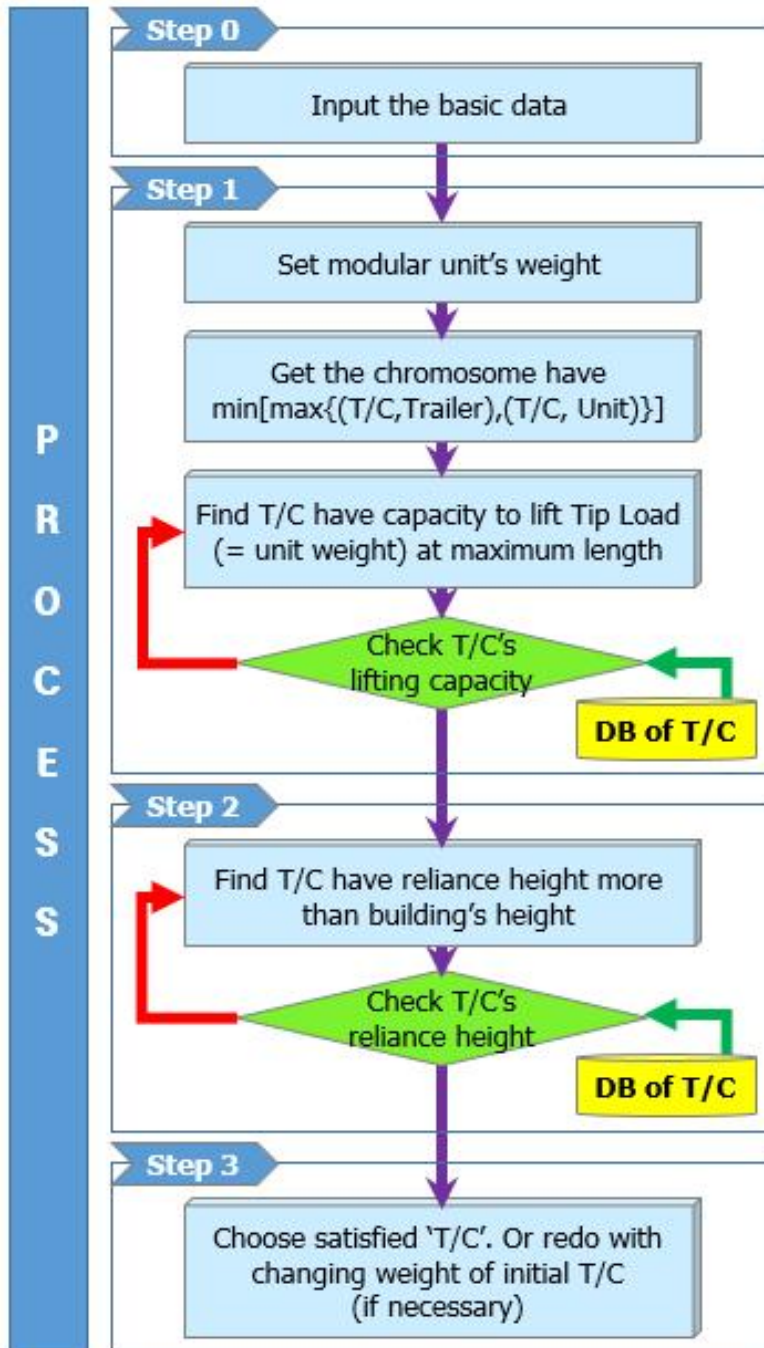 PROCESS
Step 0
Input the basic data
Step 1
Set modular unit's weight
Get the chromosome have
min[max{(T/C,Trailer),(T/C, Unit)}]
Find T/C have capacity to lift Tip Load
(= unit weight) at maximum length
Check T/C's
lifting capacity
DB of T/C
Step 2
Find T/C have reliance height more
than building's height
Check T/C's
reliance height
DB of T/C
Step 3
Choose satisfied ‘T/C’. Or redo with
changing weight of initial T/C
(if necessary)